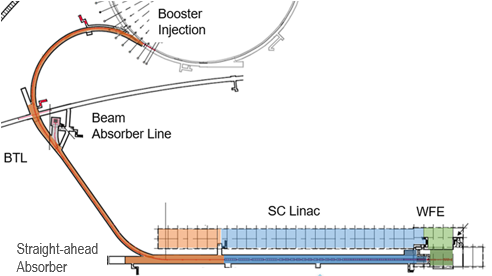 Booster
Injection
Beam
Absorber Line
BTL
SC Linac
WFE
Straight-ahead
Absorber